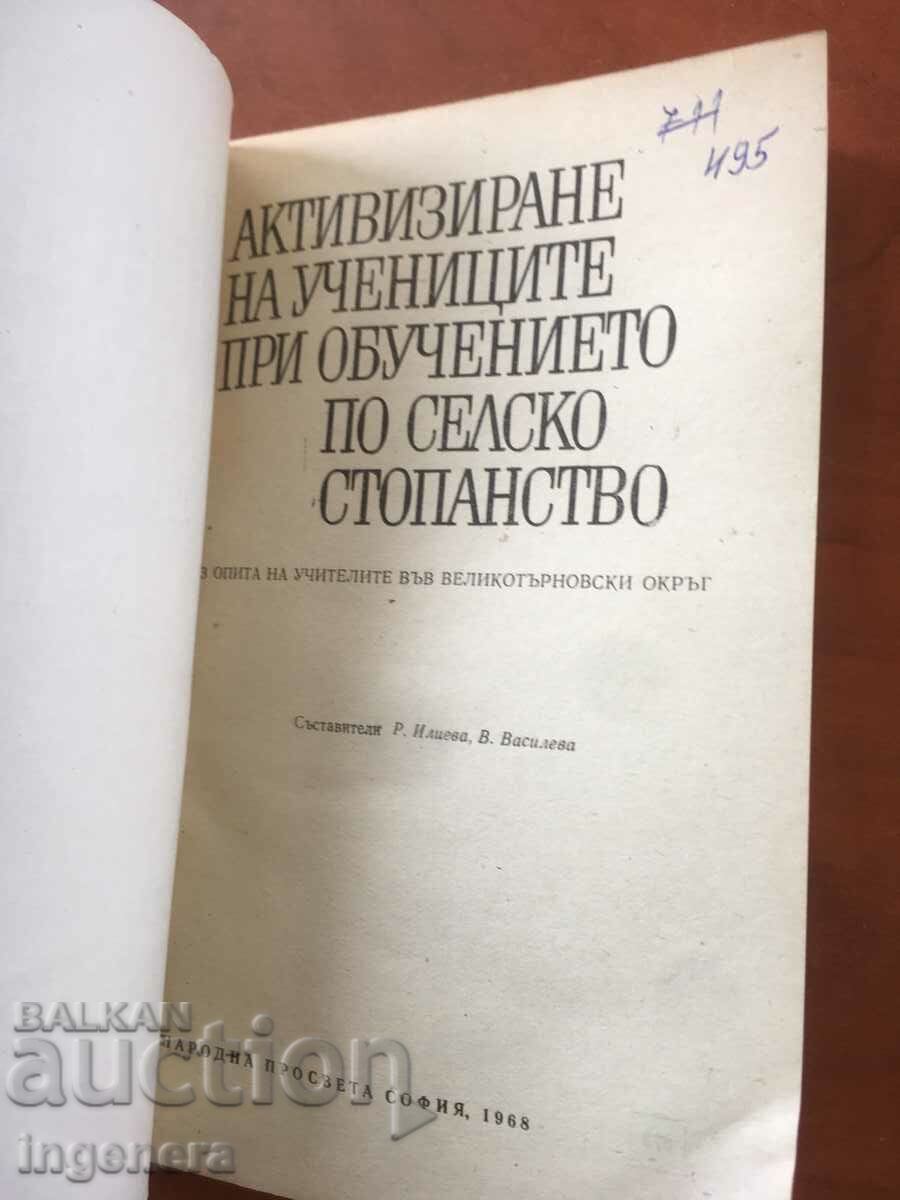 711
495
АКТИВИЗИРАНЕ
НА УЧЕНИЦИТЕ
ПРИ ОБУЧЕНИЕТО
ПО СЕЛСКО
СТОПАНСТВО
ОПИТА НА УЧИТЕЛИТЕ ВЪВ ВЕЛИКОТЪРНОВСКИ ОКРЪГ
Съставители Р. Илиева, В. Василева
НАРОДНА ПРОСВЕТА СОФИЯ, 1968
BALKAN
auction
ingenera